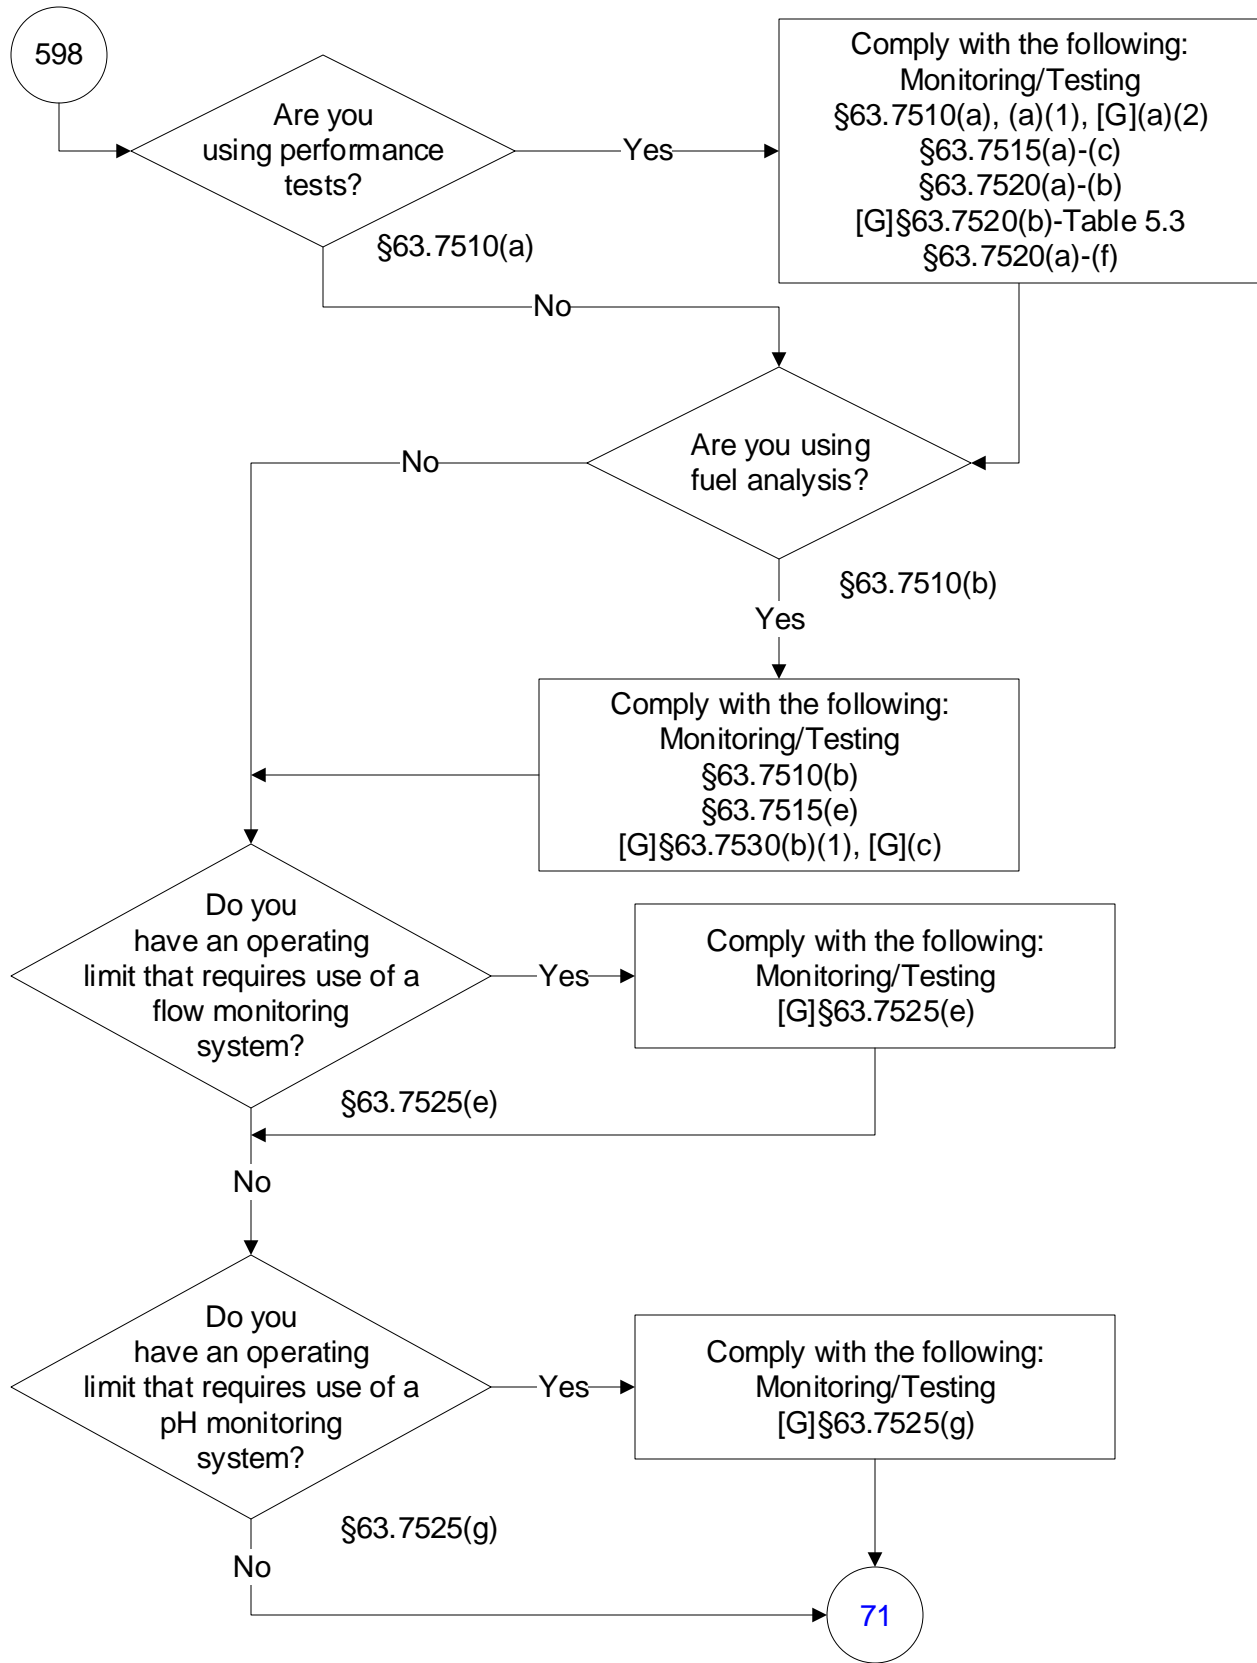 598
Are you
using performance
tests?
Yes
Comply with the following:
Monitoring/Testing
§63.7510(a), (a)(1), [G](a)(2)
§63.7515(a)-(c)
§63.7520(a)-(b)
[G]§63.7520(b)-Table 5.3
§63.7520(a)-(f)
§63.7510(a)
No
Are you using
fuel analysis?
No
§63.7510(b)
Yes
Comply with the following:
Monitoring/Testing
§63.7510(b)
§63.7515(e)
[G]§63.7530(b)(1), [G](c)
Do you
have an operating
limit that requires use of a
flow monitoring
system?
Yes
Comply with the following:
Monitoring/Testing
[G]§63.7525(e)
§63.7525(e)
No
Do you
have an operating
limit that requires use of a
pH monitoring
system?
Yes
Comply with the following:
Monitoring/Testing
[G]§63.7525(g)
§63.7525(g)
No
71